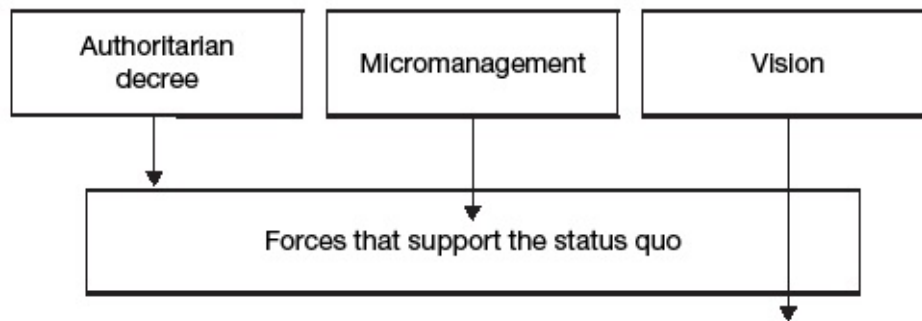 Authoritarian
decree
Micromanagement
Vision
Forces that support the status quo